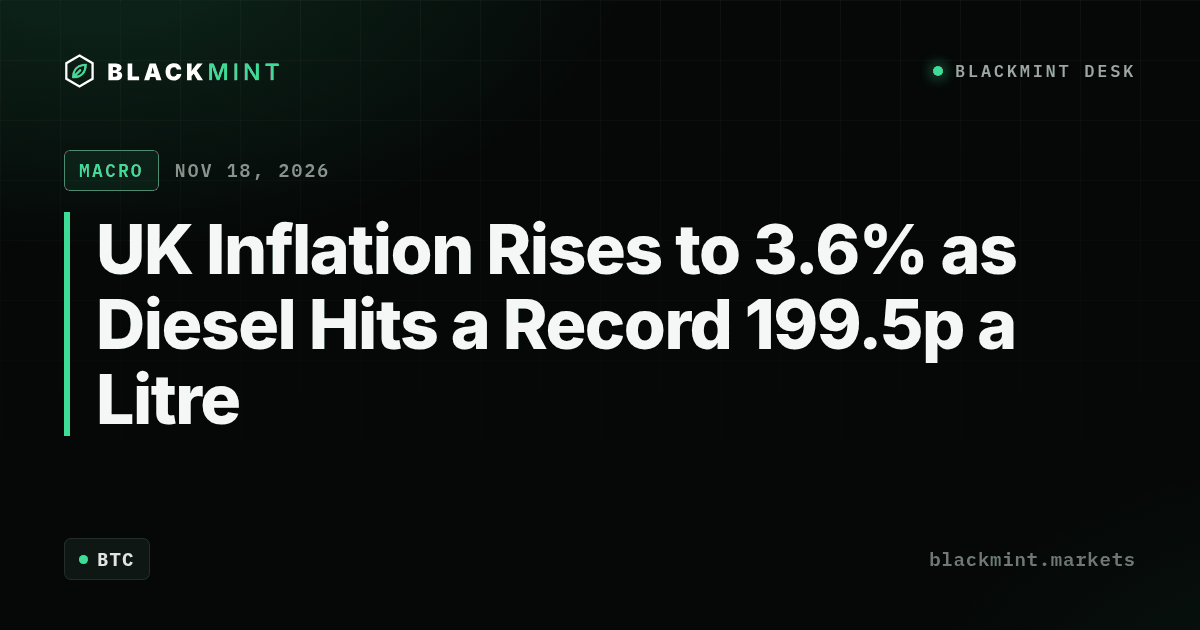 BLACKMINT
BLACKMINT DESK
MACRO
NOV 18, 2026
UK Inflation Rises to 3.6% as
Diesel Hits a Record 199.5p a
Litre
BTC
blackmint.markets